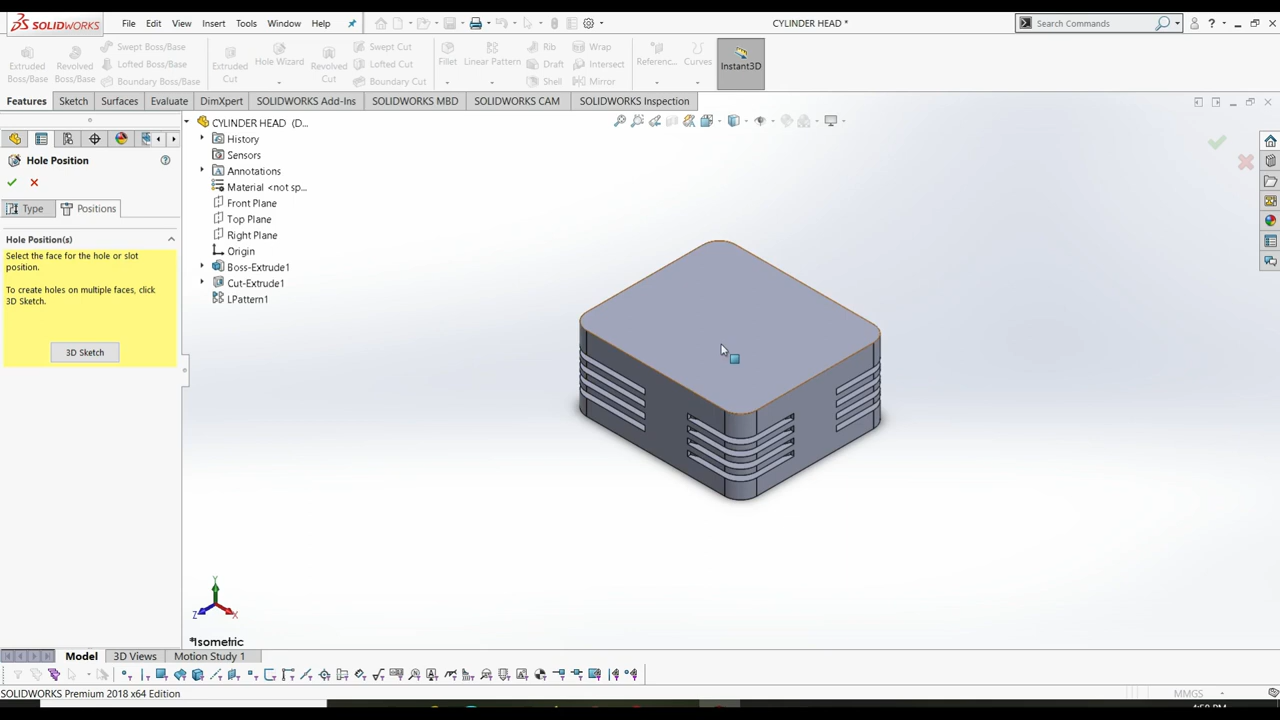 SOLIDWORKS
File Edit View Insert Tools Window Help
CYLINDER HEAD *
Search Commands
Extruded Boss/Base
Revolved Boss/Base
Swept Boss/Base
Lofted Boss/Base
Boundary Boss/Base
Extruded Cut
Hole Wizard
Revolved Cut
Swept Cut
Lofted Cut
Boundary Cut
Fillet
Linear Pattern
Rib
Draft
Shell
Wrap
Intersect
Mirror
Referenc...
Curves
Instant3D
Features Sketch Surfaces Evaluate DimXpert SOLIDWORKS Add-Ins SOLIDWORKS MBD SOLIDWORKS CAM SOLIDWORKS Inspection
Hole Position
Type Positions
Hole Position(s)
Select the face for the hole or slot
position.
To create holes on multiple faces, click
3D Sketch.
3D Sketch
CYLINDER HEAD (D...
History
Sensors
Annotations
Material <not sp...
Front Plane
Top Plane
Right Plane
Origin
Boss-Extrude1
Cut-Extrude1
LPattern1
Y
Z
X
*Isometric
Model 3D Views Motion Study 1
SOLIDWORKS Premium 2018 x64 Edition
MMGS